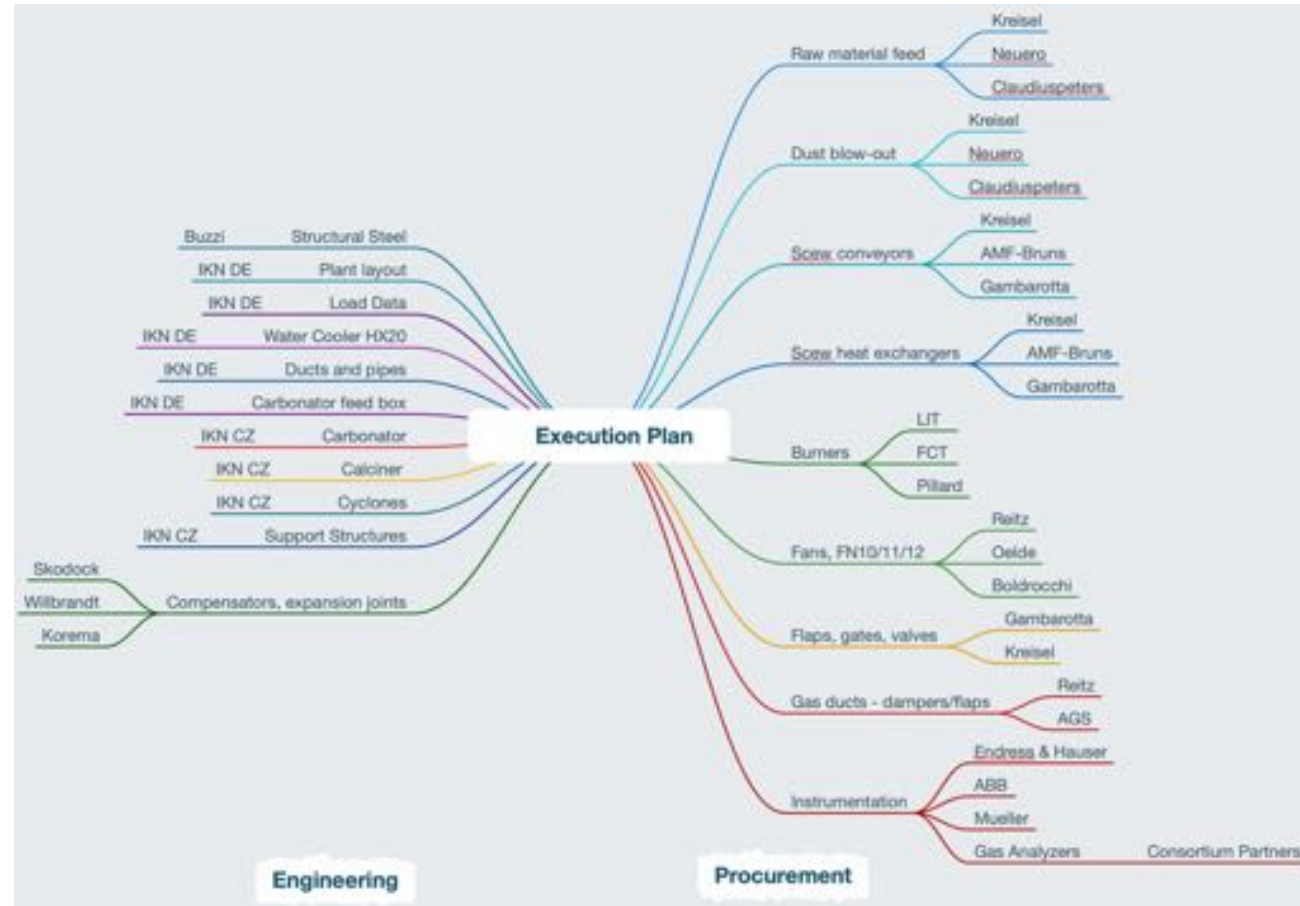 Execution Plan
Buzzi Structural Steel
IKN DE Plant layout
IKN DE Load Data
IKN DE Water Cooler HX20
IKN DE Ducts and pipes
IKN DE Carbonator feed box
IKN CZ Carbonator
IKN CZ Calciner
IKN CZ Cyclones
IKN CZ Support Structures
Skodock
Willbrandt
Korema
Compensators, expansion joints
Engineering
Raw material feed
Kreisel
Neuero
Claudiuspeters
Dust blow-out
Kreisel
Neuero
Claudiuspeters
Scew conveyors
Kreisel
AMF-Bruns
Gambarotta
Scew heat exchangers
Kreisel
AMF-Bruns
Gambarotta
Burners
LIT
FCT
Pillard
Fans, FN10/11/12
Reitz
Oelde
Boldrocchi
Flaps, gates, valves
Gambarotta
Kreisel
Gas ducts - dampers/flaps
Reitz
AGS
Instrumentation
Endress & Hauser
ABB
Mueller
Gas Analyzers Consortium Partners
Procurement